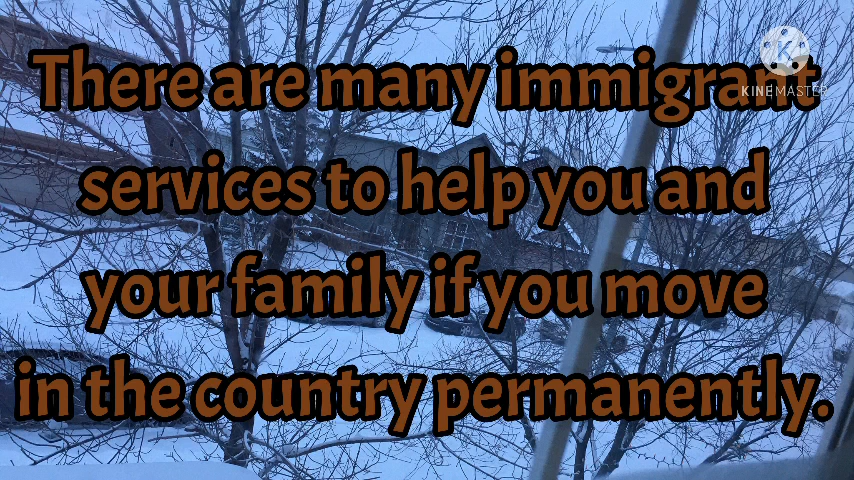 There are many immigrant
services to help you and
your family if you move
in the country permanently.
K
KINEMASTER